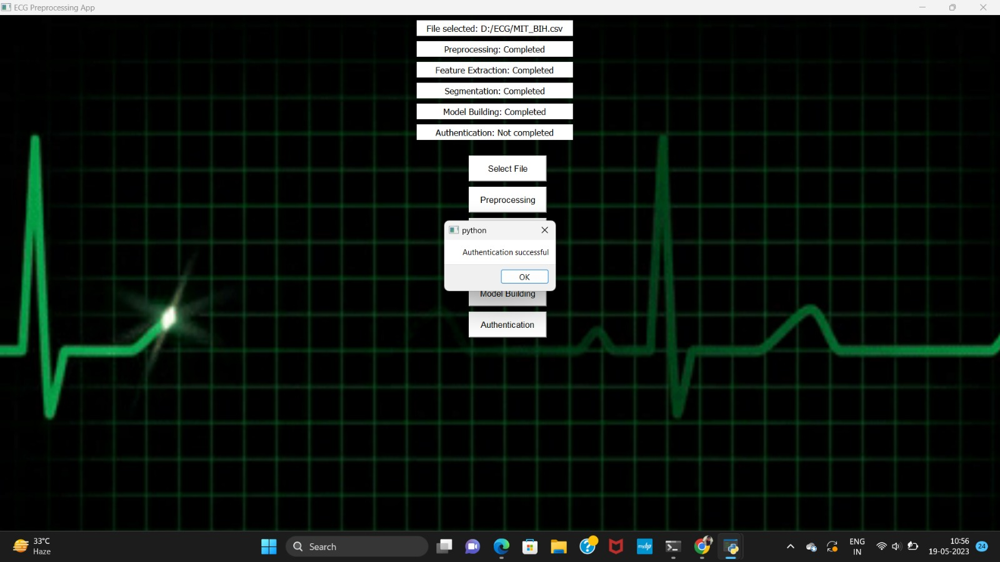 ECG Preprocessing App
File selected: D:/ECG/MIT_BIH.csv
Preprocessing: Completed
Feature Extraction: Completed
Segmentation: Completed
Model Building: Completed
Authentication: Not completed
Select File
Preprocessing
python
Authentication successful
OK
Model Building
Authentication
33°C
Haze
Search
?
myhp
ENG
IN
10:56
19-05-2023
24